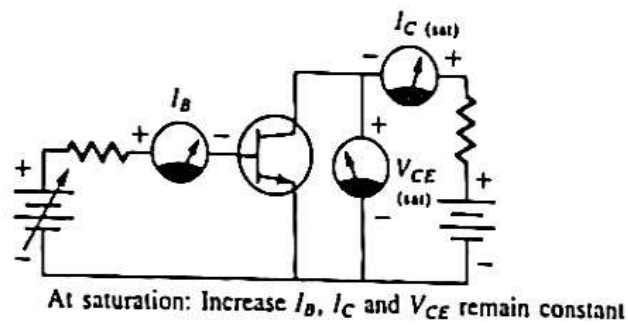 I_C (sat)
− +
I_B
+ −
+
V_CE
(sat)
−
+
−
+
−
At saturation: Increase I_B, I_C and V_CE remain constant